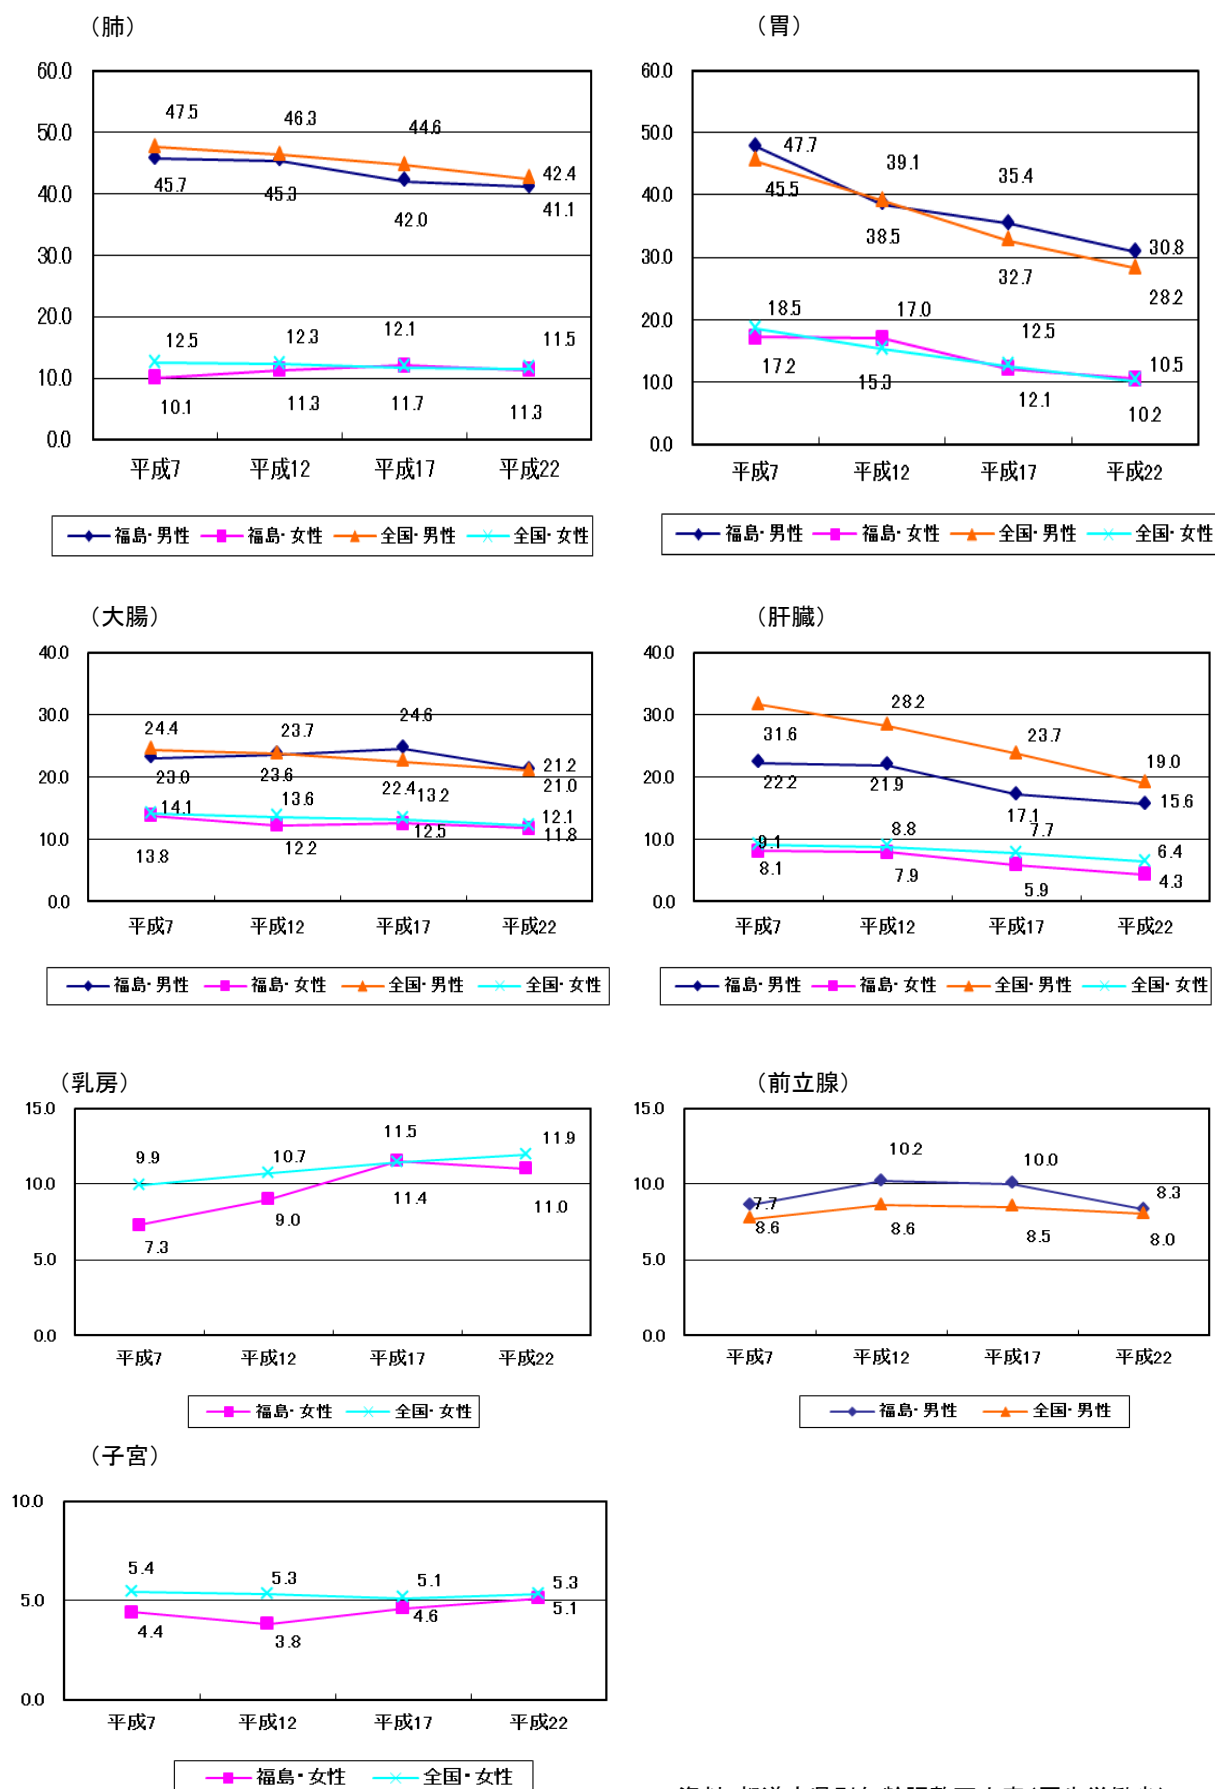 （肺）
60.0
50.0
40.0
30.0
20.0
10.0
0.0
47.5 46.3 44.6 42.4
45.7 45.3 42.0 41.1
12.5 12.3 12.1 11.5
10.1 11.3 11.7 11.3
平成7 平成12 平成17 平成22
福島・男性 福島・女性 全国・男性 全国・女性
（胃）
60.0
50.0
40.0
30.0
20.0
10.0
0.0
47.7 39.1 35.4 30.8
45.5 38.5 32.7 28.2
18.5 17.0 12.5 10.5
17.2 15.3 12.1 10.2
平成7 平成12 平成17 平成22
福島・男性 福島・女性 全国・男性 全国・女性
（大腸）
40.0
30.0
20.0
10.0
0.0
24.4 23.7 24.6 21.2
23.0 23.6 22.4 21.0
14.1 13.6 13.2 12.1
13.8 12.2 12.5 11.8
平成7 平成12 平成17 平成22
福島・男性 福島・女性 全国・男性 全国・女性
（肝臓）
40.0
30.0
20.0
10.0
0.0
31.6 28.2 23.7 19.0
22.2 21.9 17.1 15.6
9.1 8.8 7.7 6.4
8.1 7.9 5.9 4.3
平成7 平成12 平成17 平成22
福島・男性 福島・女性 全国・男性 全国・女性
（乳房）
15.0
10.0
5.0
0.0
9.9 10.7 11.5 11.9
7.3 9.0 11.4 11.0
平成7 平成12 平成17 平成22
福島・女性 全国・女性
（前立腺）
15.0
10.0
5.0
0.0
7.7 10.2 10.0 8.3
8.6 8.6 8.5 8.0
平成7 平成12 平成17 平成22
福島・男性 全国・男性
（子宮）
10.0
5.0
0.0
5.4 5.3 5.1 5.3
4.4 3.8 4.6 5.1
平成7 平成12 平成17 平成22
福島・女性 全国・女性